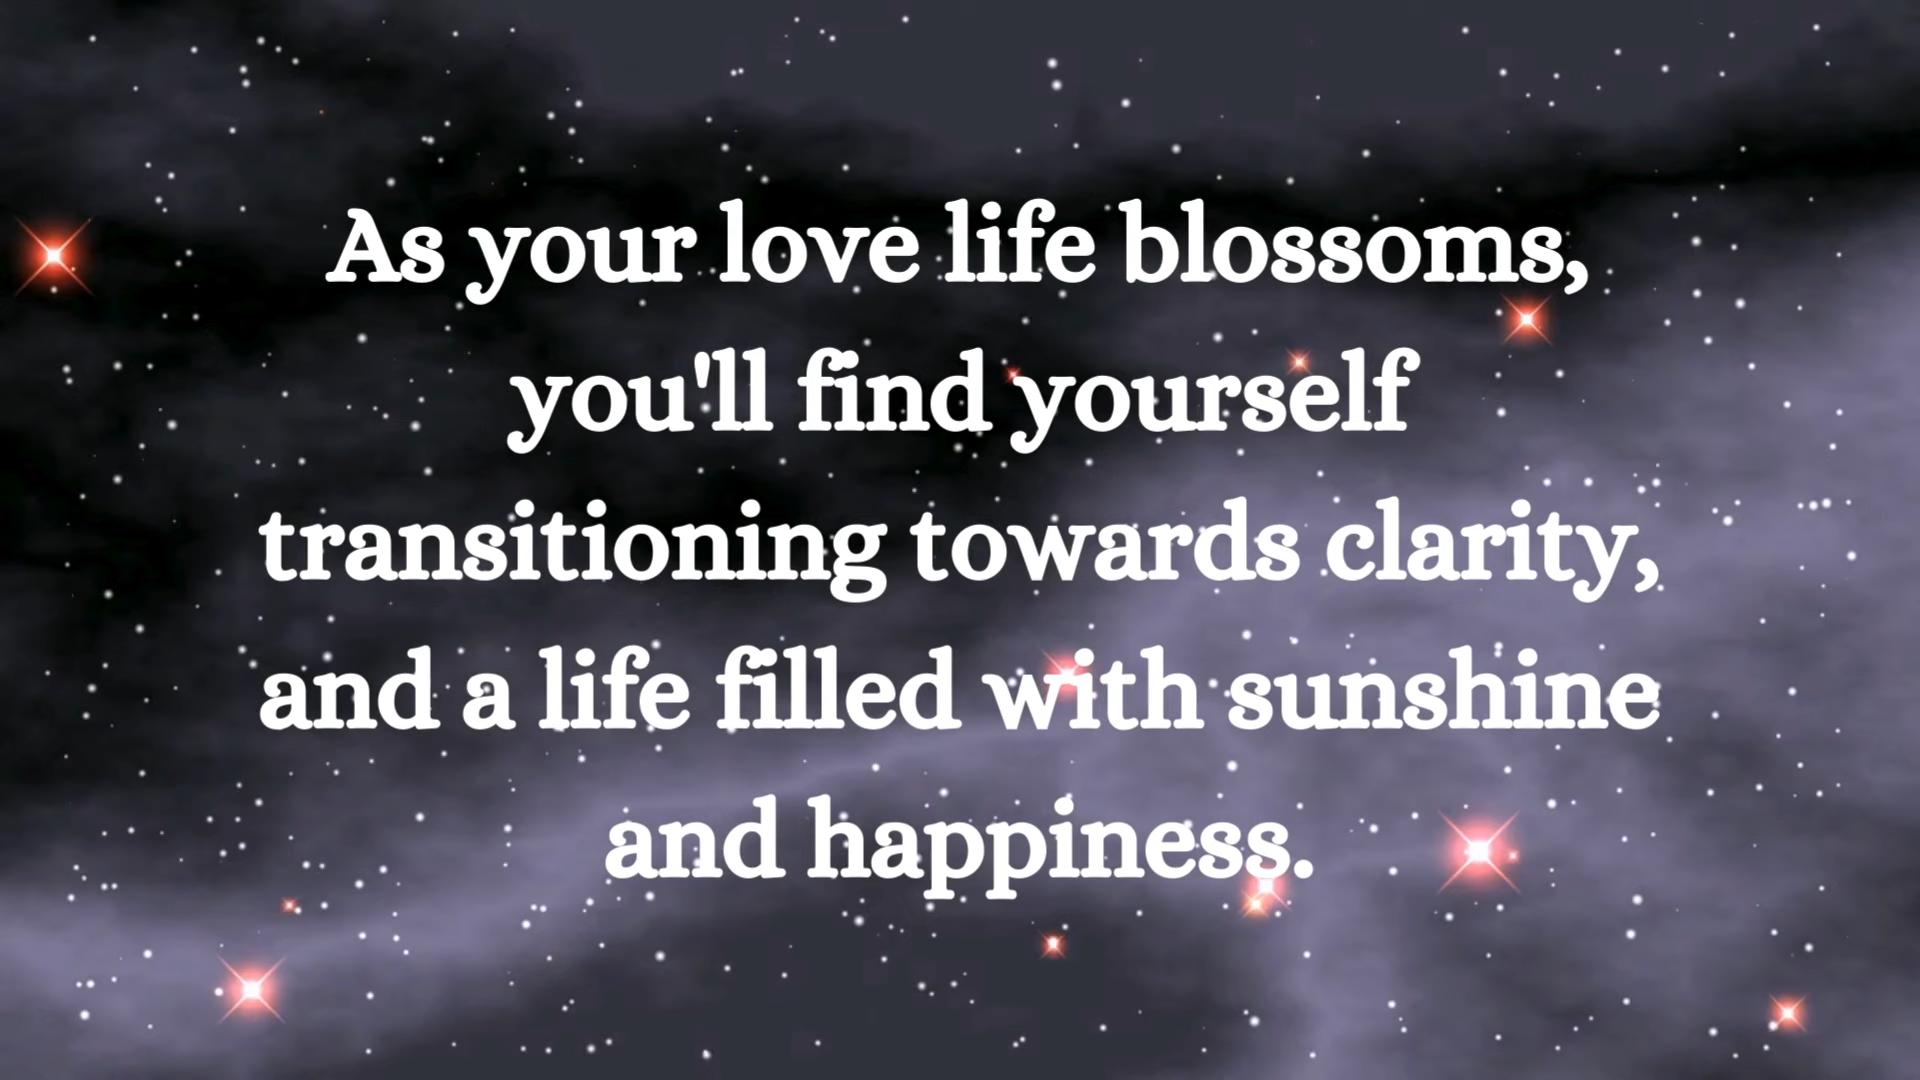 As your love life blossoms,
you'll find yourself
transitioning towards clarity,
and a life filled with sunshine
and happiness.